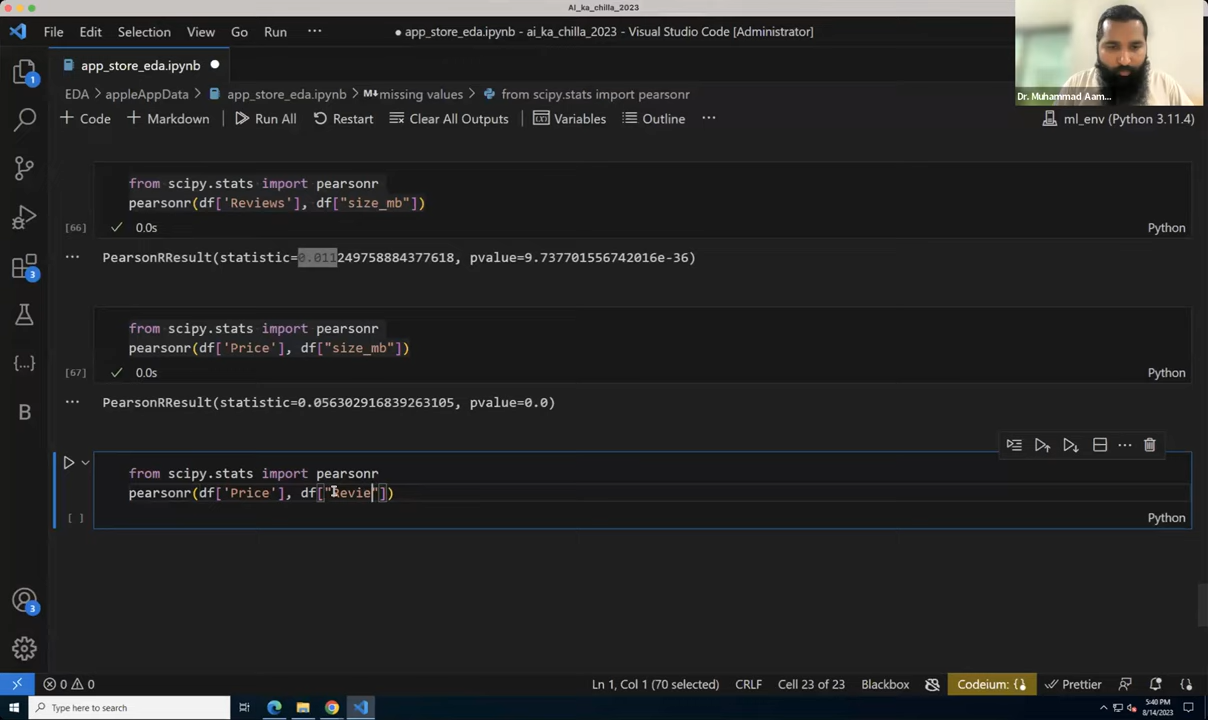 Ai_ka_chilla_2023
File Edit Selection View Go Run ···
● app_store_eda.ipynb - ai_ka_chilla_2023 - Visual Studio Code [Administrator]
app_store_eda.ipynb ●
Dr. Muhammad Aam...
EDA > appleAppData > app_store_eda.ipynb > M↓missing values > from scipy.stats import pearsonr
+ Code + Markdown Run All Restart Clear All Outputs Variables Outline ··· ml_env (Python 3.11.4)
from scipy.stats import pearsonr
pearsonr(df['Reviews'], df["size_mb"])
[66] ✓ 0.0s Python
··· PearsonRResult(statistic=0.011249758884377618, pvalue=9.737701556742016e-36)
from scipy.stats import pearsonr
pearsonr(df['Price'], df["size_mb"])
[67] ✓ 0.0s Python
··· PearsonRResult(statistic=0.056302916839263105, pvalue=0.0)
from scipy.stats import pearsonr
pearsonr(df['Price'], df["Revie"])
[ ] Python
1
3
{...}
B
3
0 0 Ln 1, Col 1 (70 selected) CRLF Cell 23 of 23 Blackbox Codeium: {} Prettier
Type here to search
5:40 PM
8/14/2023